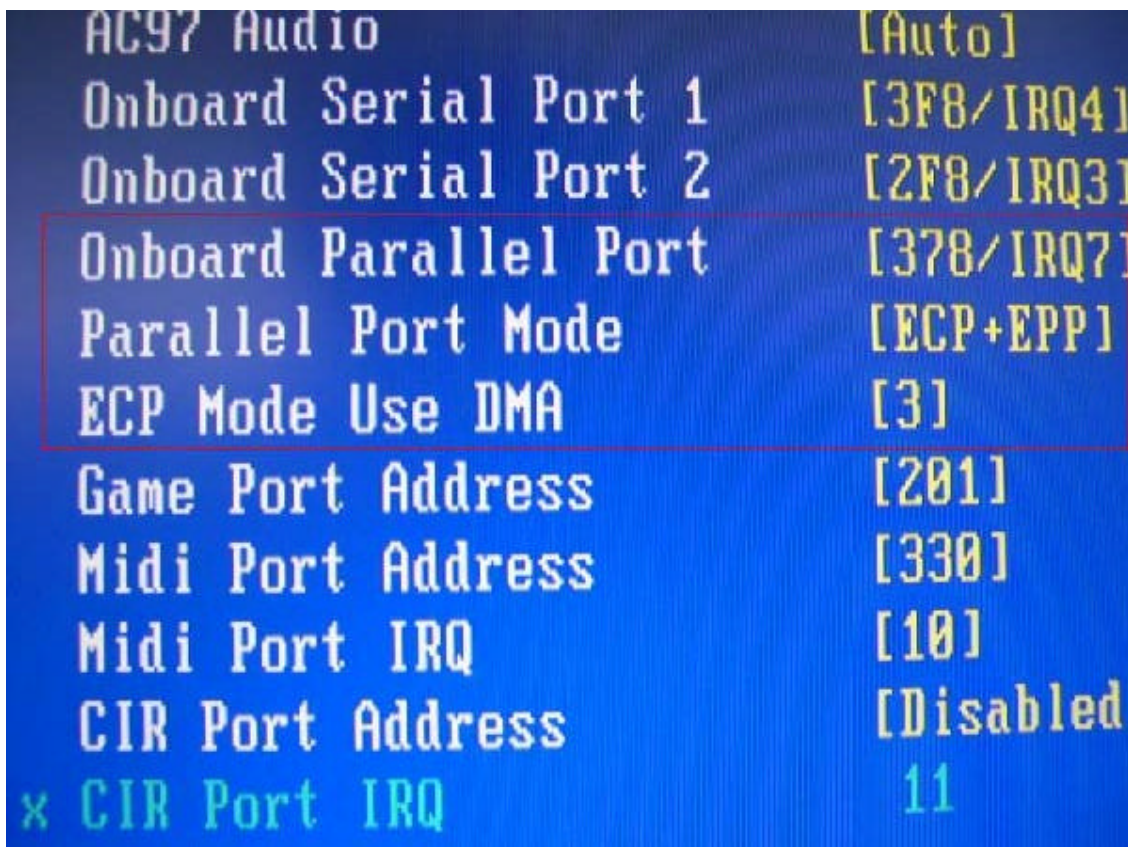 AC97 Audio [Auto]
Onboard Serial Port 1 [3F8/IRQ4]
Onboard Serial Port 2 [2F8/IRQ3]
Onboard Parallel Port [378/IRQ7]
Parallel Port Mode [ECP+EPP]
ECP Mode Use DMA [3]
Game Port Address [201]
Midi Port Address [330]
Midi Port IRQ [10]
CIR Port Address [Disabled
x CIR Port IRQ 11